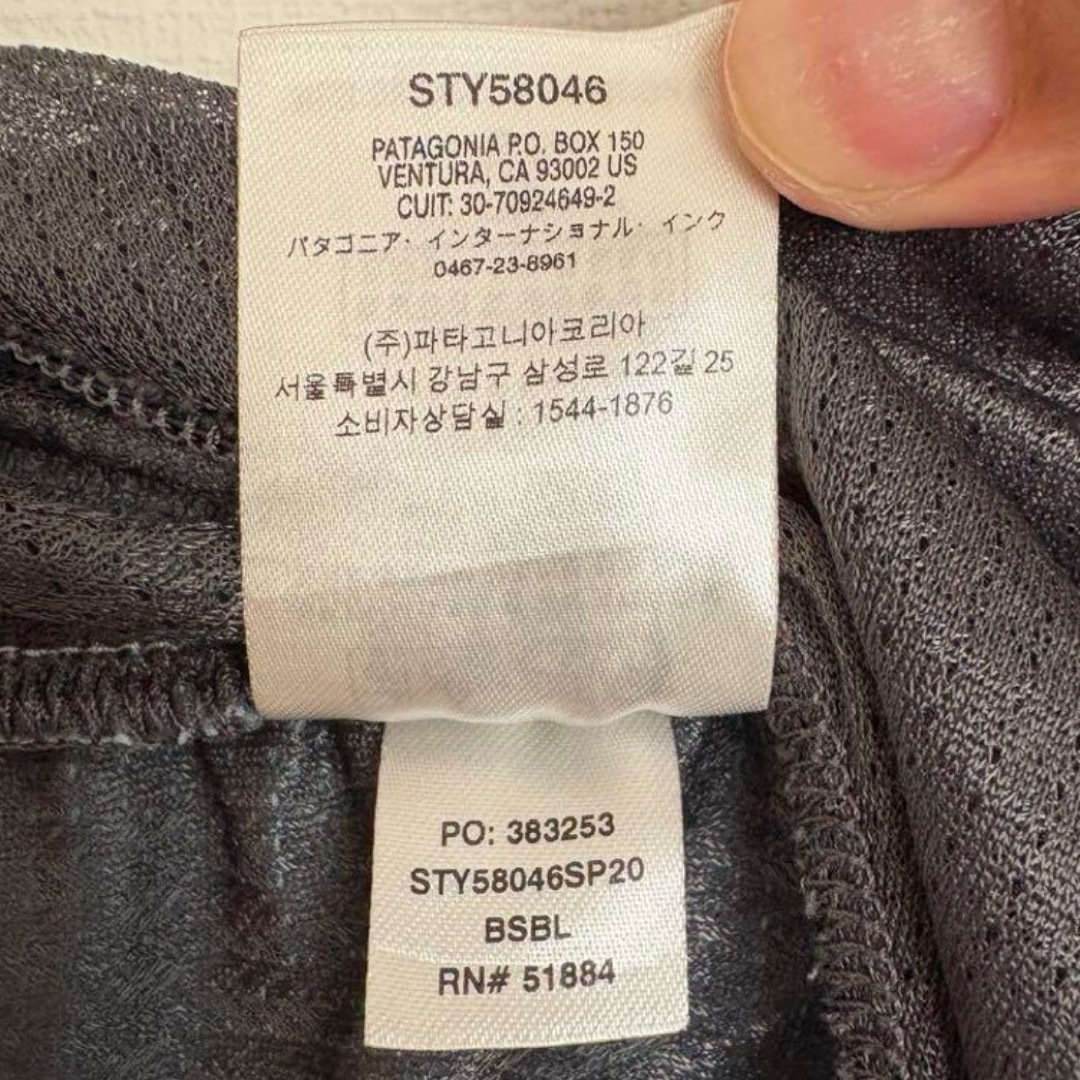 STY58046
PATAGONIA P.O. BOX 150
VENTURA, CA 93002 US
CUIT: 30-70924649-2
パタゴニア・インターナショナル・インク
0467-23-8961
(주)파타고니아코리아
서울특별시 강남구 삼성로 122길 25
소비자상담실 : 1544-1876
PO: 383253
STY58046SP20
BSBL
RN# 51884